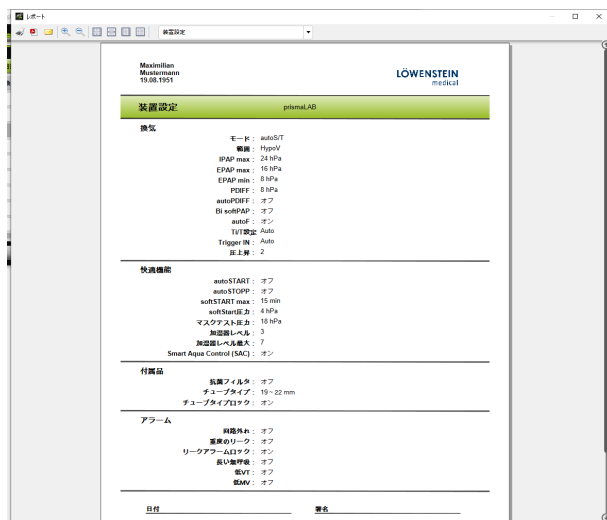 レポート
装置設定
Maximilian
Mustermann
19.08.1951
LÖWENSTEIN
medical
装置設定 prismaLAB
換気
モード: autoS/T
範囲: HypoV
IPAP max: 24 hPa
EPAP max: 16 hPa
EPAP min: 8 hPa
PDIFF: 8 hPa
autoPDIFF: オフ
Bi softPAP: オフ
autoF: オン
Ti/T設定 Auto
Trigger IN: Auto
圧上昇: 2
快適機能
autoSTART: オフ
autoSTOPP: オフ
softSTART max: 15 min
softStart圧力: 4 hPa
マスクテスト圧力: 18 hPa
加湿器レベル: 3
加湿器レベル最大: 7
Smart Aqua Control (SAC): オン
付属品
抗菌フィルタ: オフ
チューブタイプ: 19~22 mm
チューブタイプロック: オン
アラーム
回路外れ: オフ
重度のリーク: オフ
リークアラームロック: オン
長い無呼吸: オフ
低VT: オフ
低MV: オフ
日付 署名